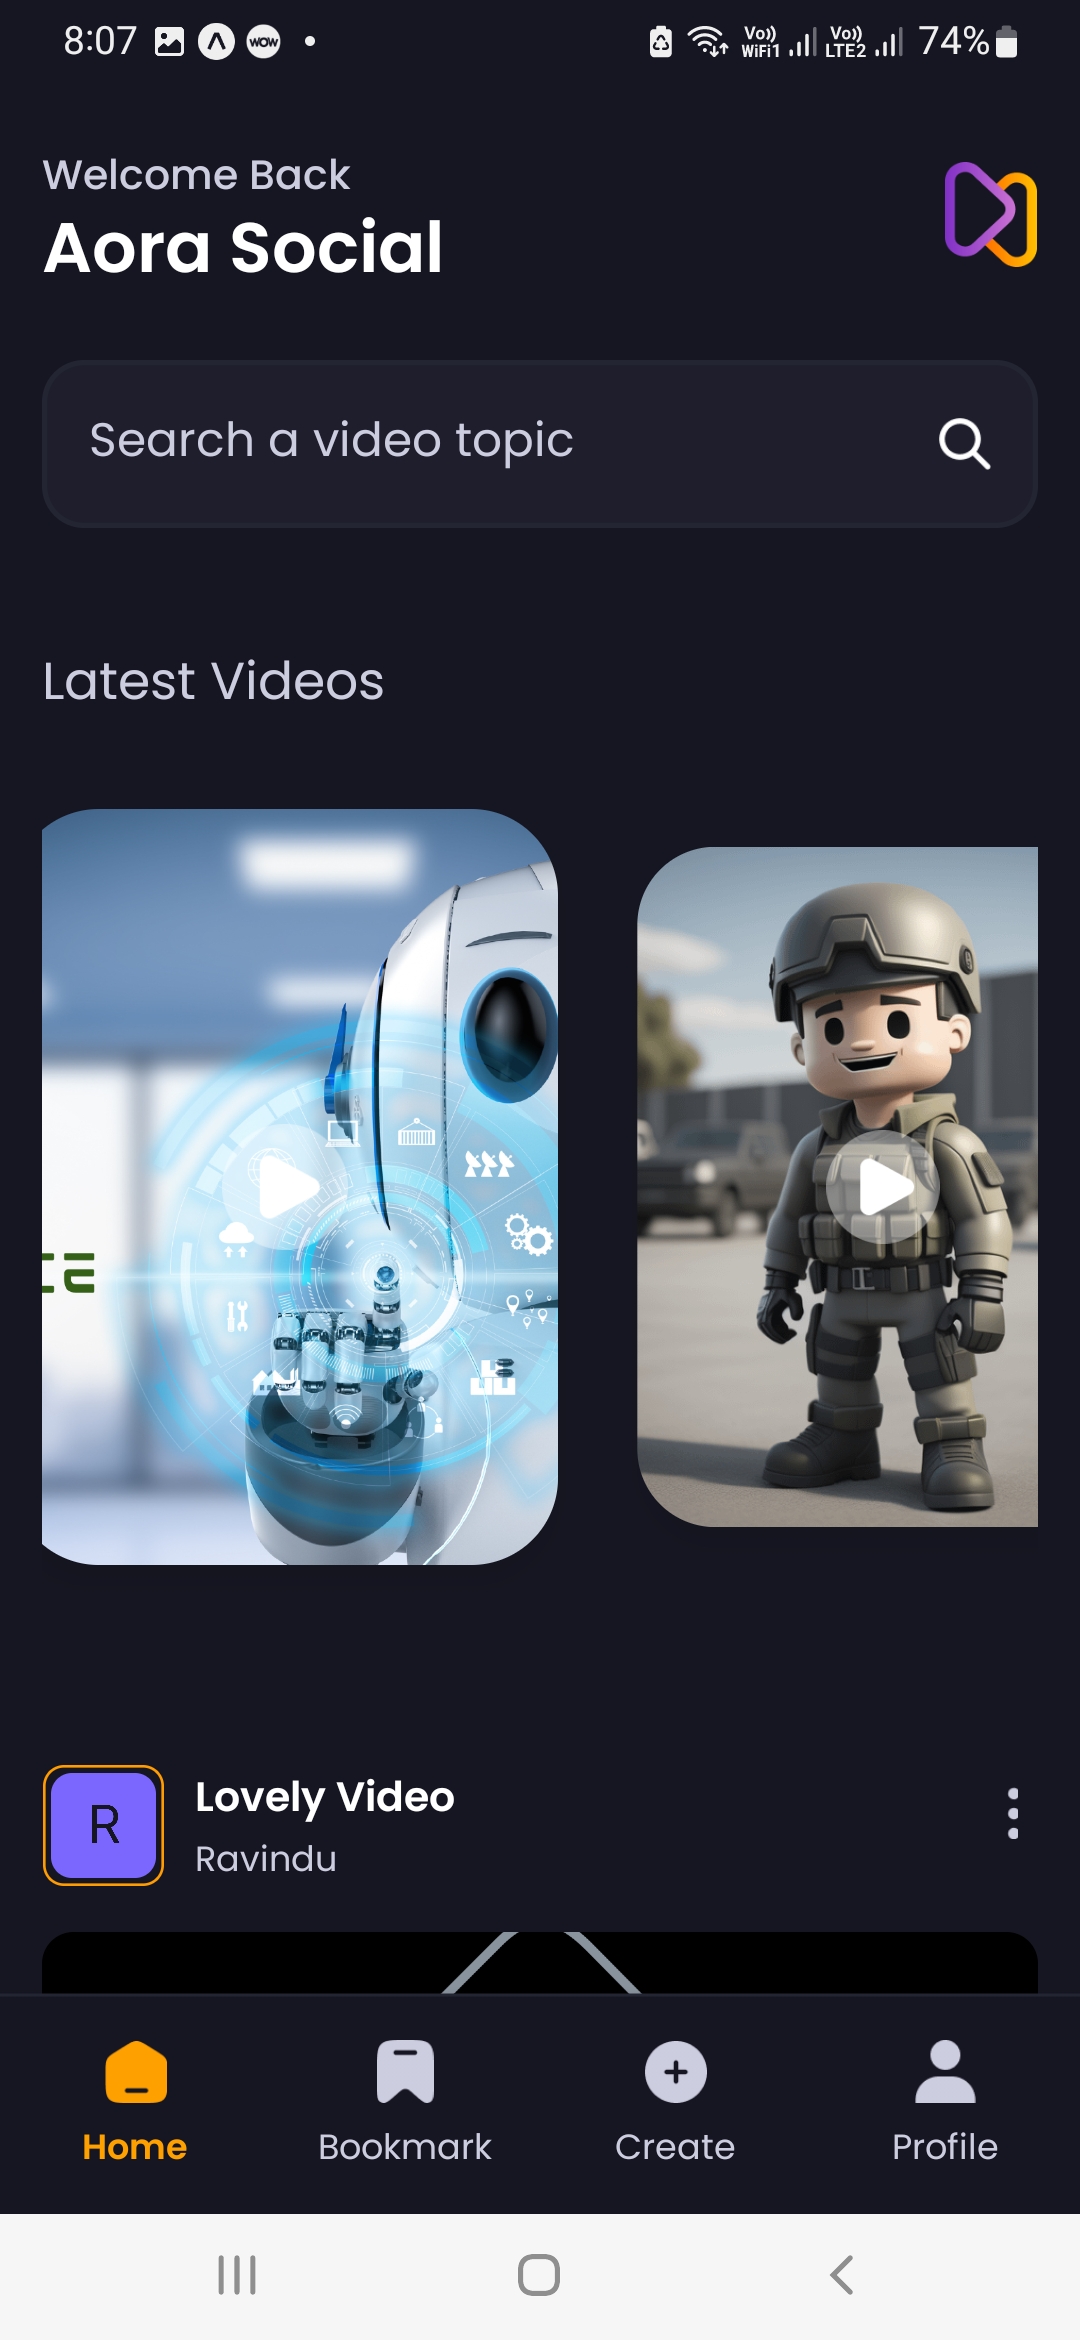 8:07 WOW Vo)) WiFi1 Vo)) LTE2 74%
Welcome Back
Aora Social
Search a video topic
Latest Videos
CE
R
Lovely Video
Ravindu
Home Bookmark Create Profile